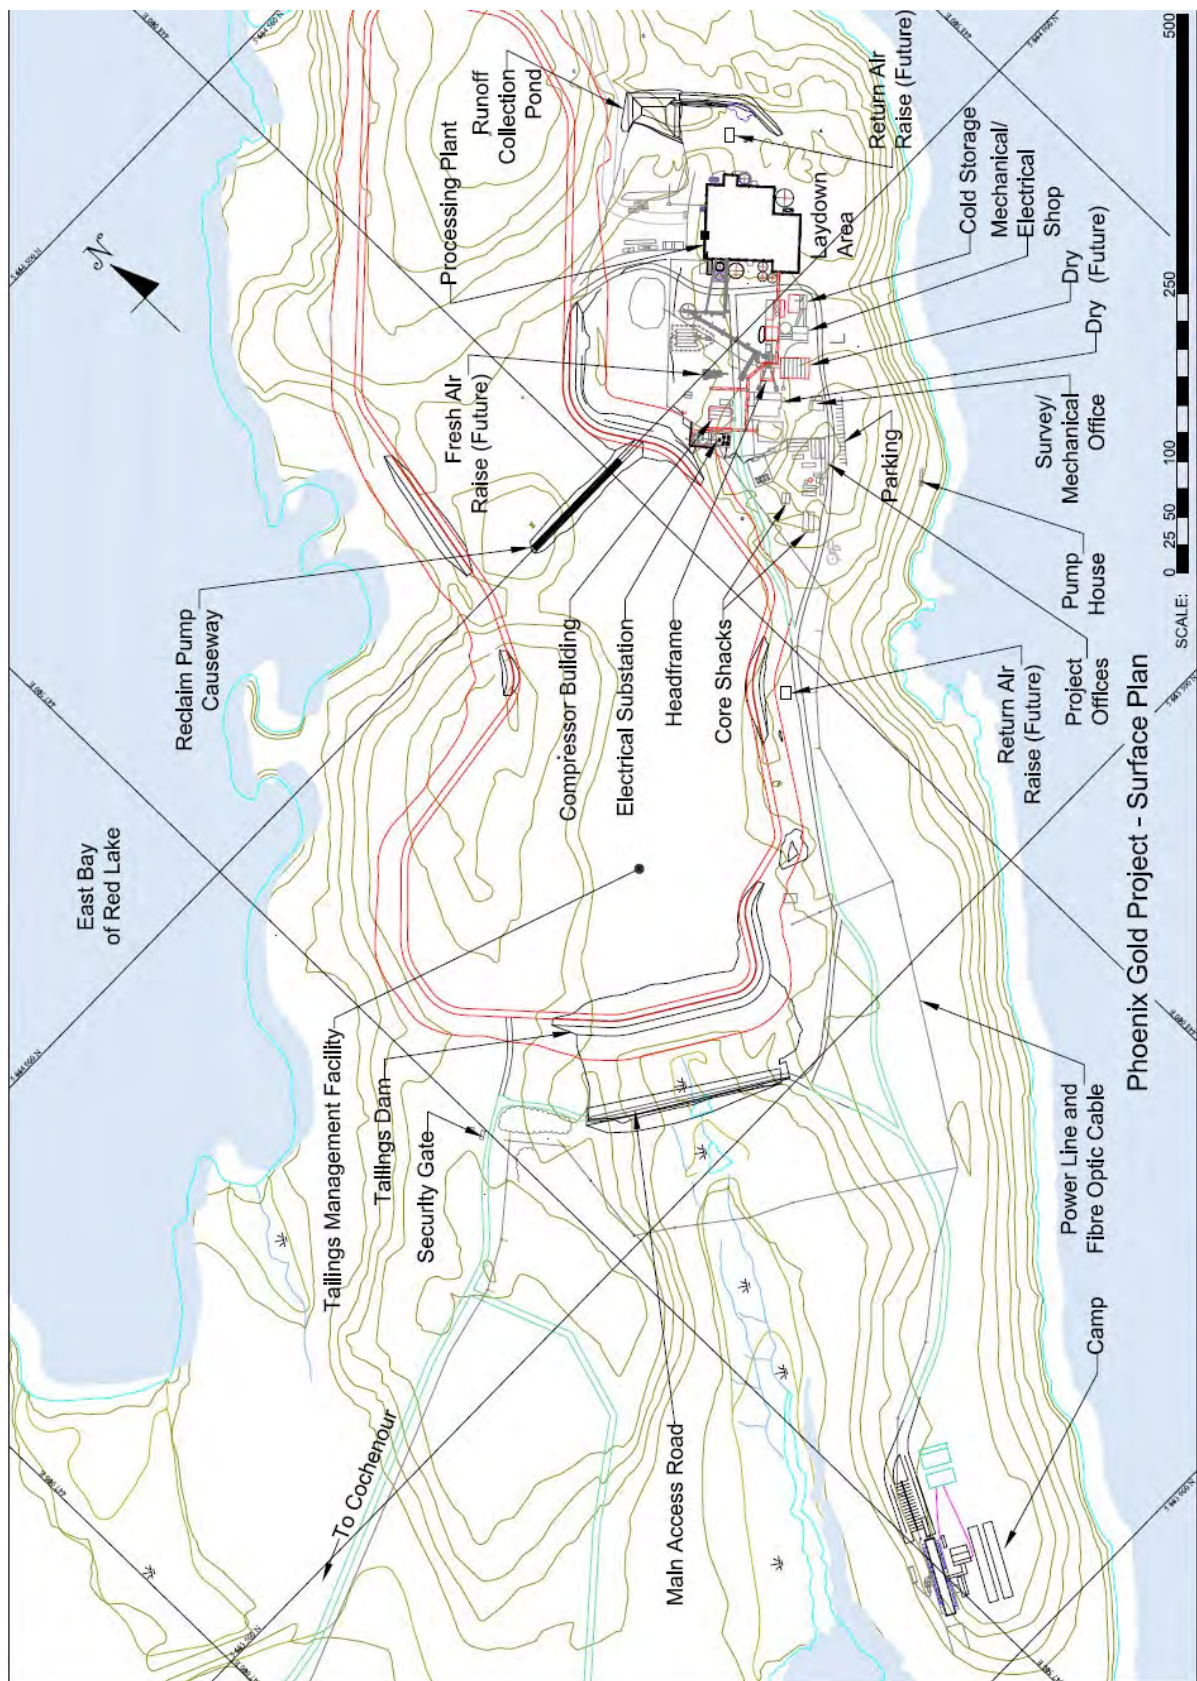 N
Runoff
Collection
Pond
Processing Plant
Return Air
Raise (Future)
Cold Storage
Mechanical/
Electrical
Shop
Laydown
Area
Dry (Future)
Dry
Survey/
Mechanical
Office
Parking
Pump
House
Project
Offices
Fresh Air
Raise (Future)
Reclaim Pump
Causeway
Compressor Building
Electrical Substation
Headframe
Core Shacks
Return Air
Raise (Future)
East Bay
of Red Lake
Tailings Management Facility
Tailings Dam
Security Gate
To Cochenour
Main Access Road
Power Line and
Fibre Optic Cable
Camp
Phoenix Gold Project - Surface Plan
SCALE: 0 25 50 100 250 500